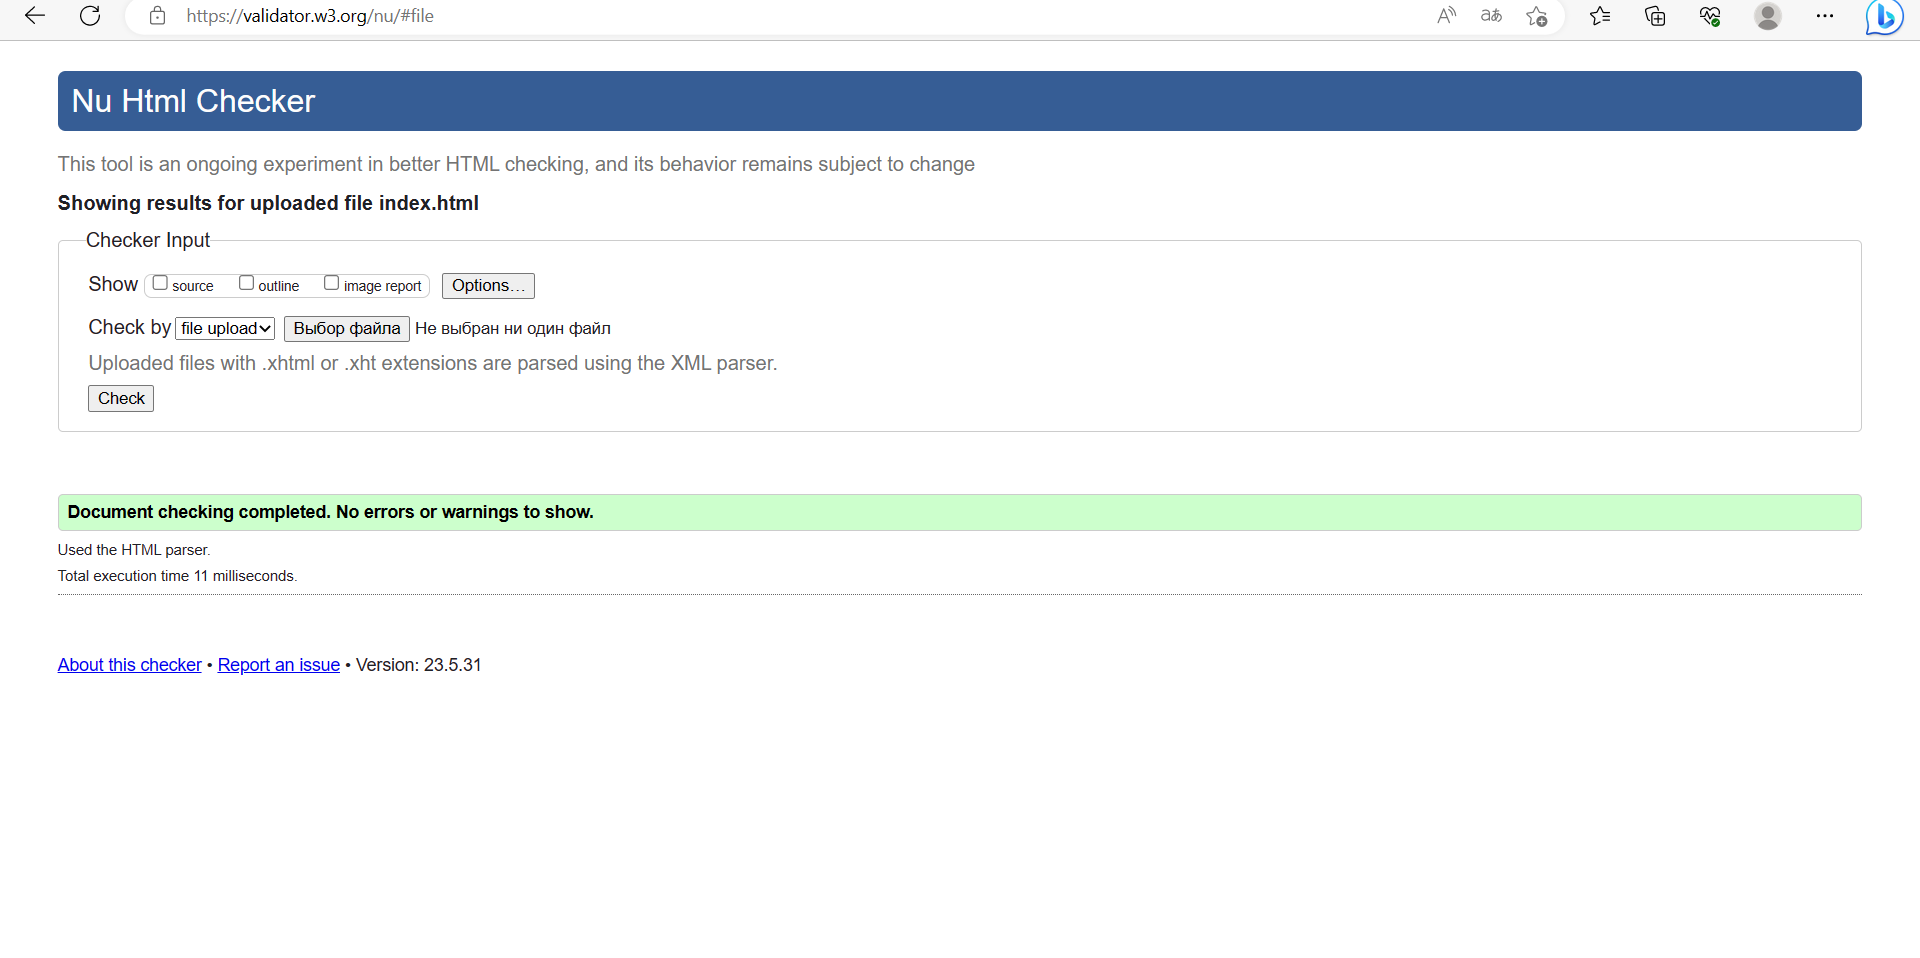 https://validator.w3.org/nu/#file
Nu Html Checker
This tool is an ongoing experiment in better HTML checking, and its behavior remains subject to change
Showing results for uploaded file index.html
Checker Input
Show source outline image report Options...
Check by file upload Выбор файла Не выбран ни один файл
Uploaded files with .xhtml or .xht extensions are parsed using the XML parser.
Check
Document checking completed. No errors or warnings to show.
Used the HTML parser.
Total execution time 11 milliseconds.
About this checker • Report an issue • Version: 23.5.31